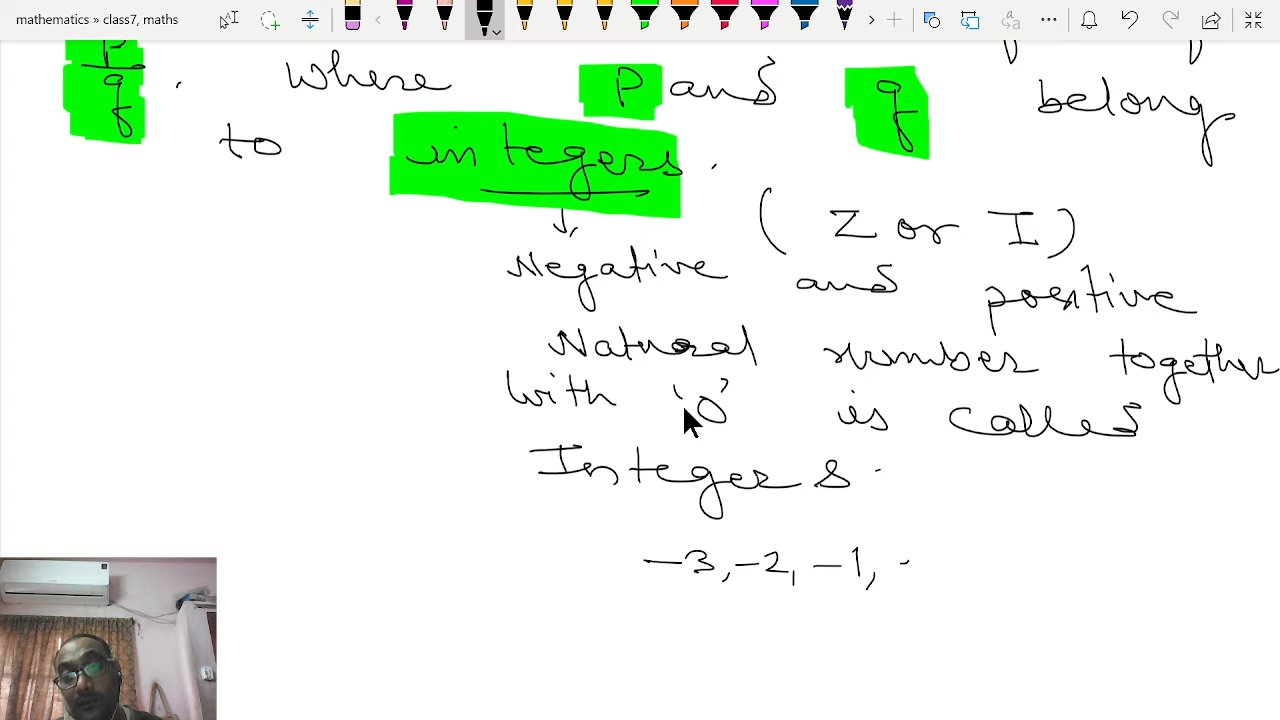 mathematics » class7, maths
p
q . where p and q belong
to integers.
( Z or I )
Negative and positive
Natural number together
with '0' is called
Integers.
-3, -2, -1,